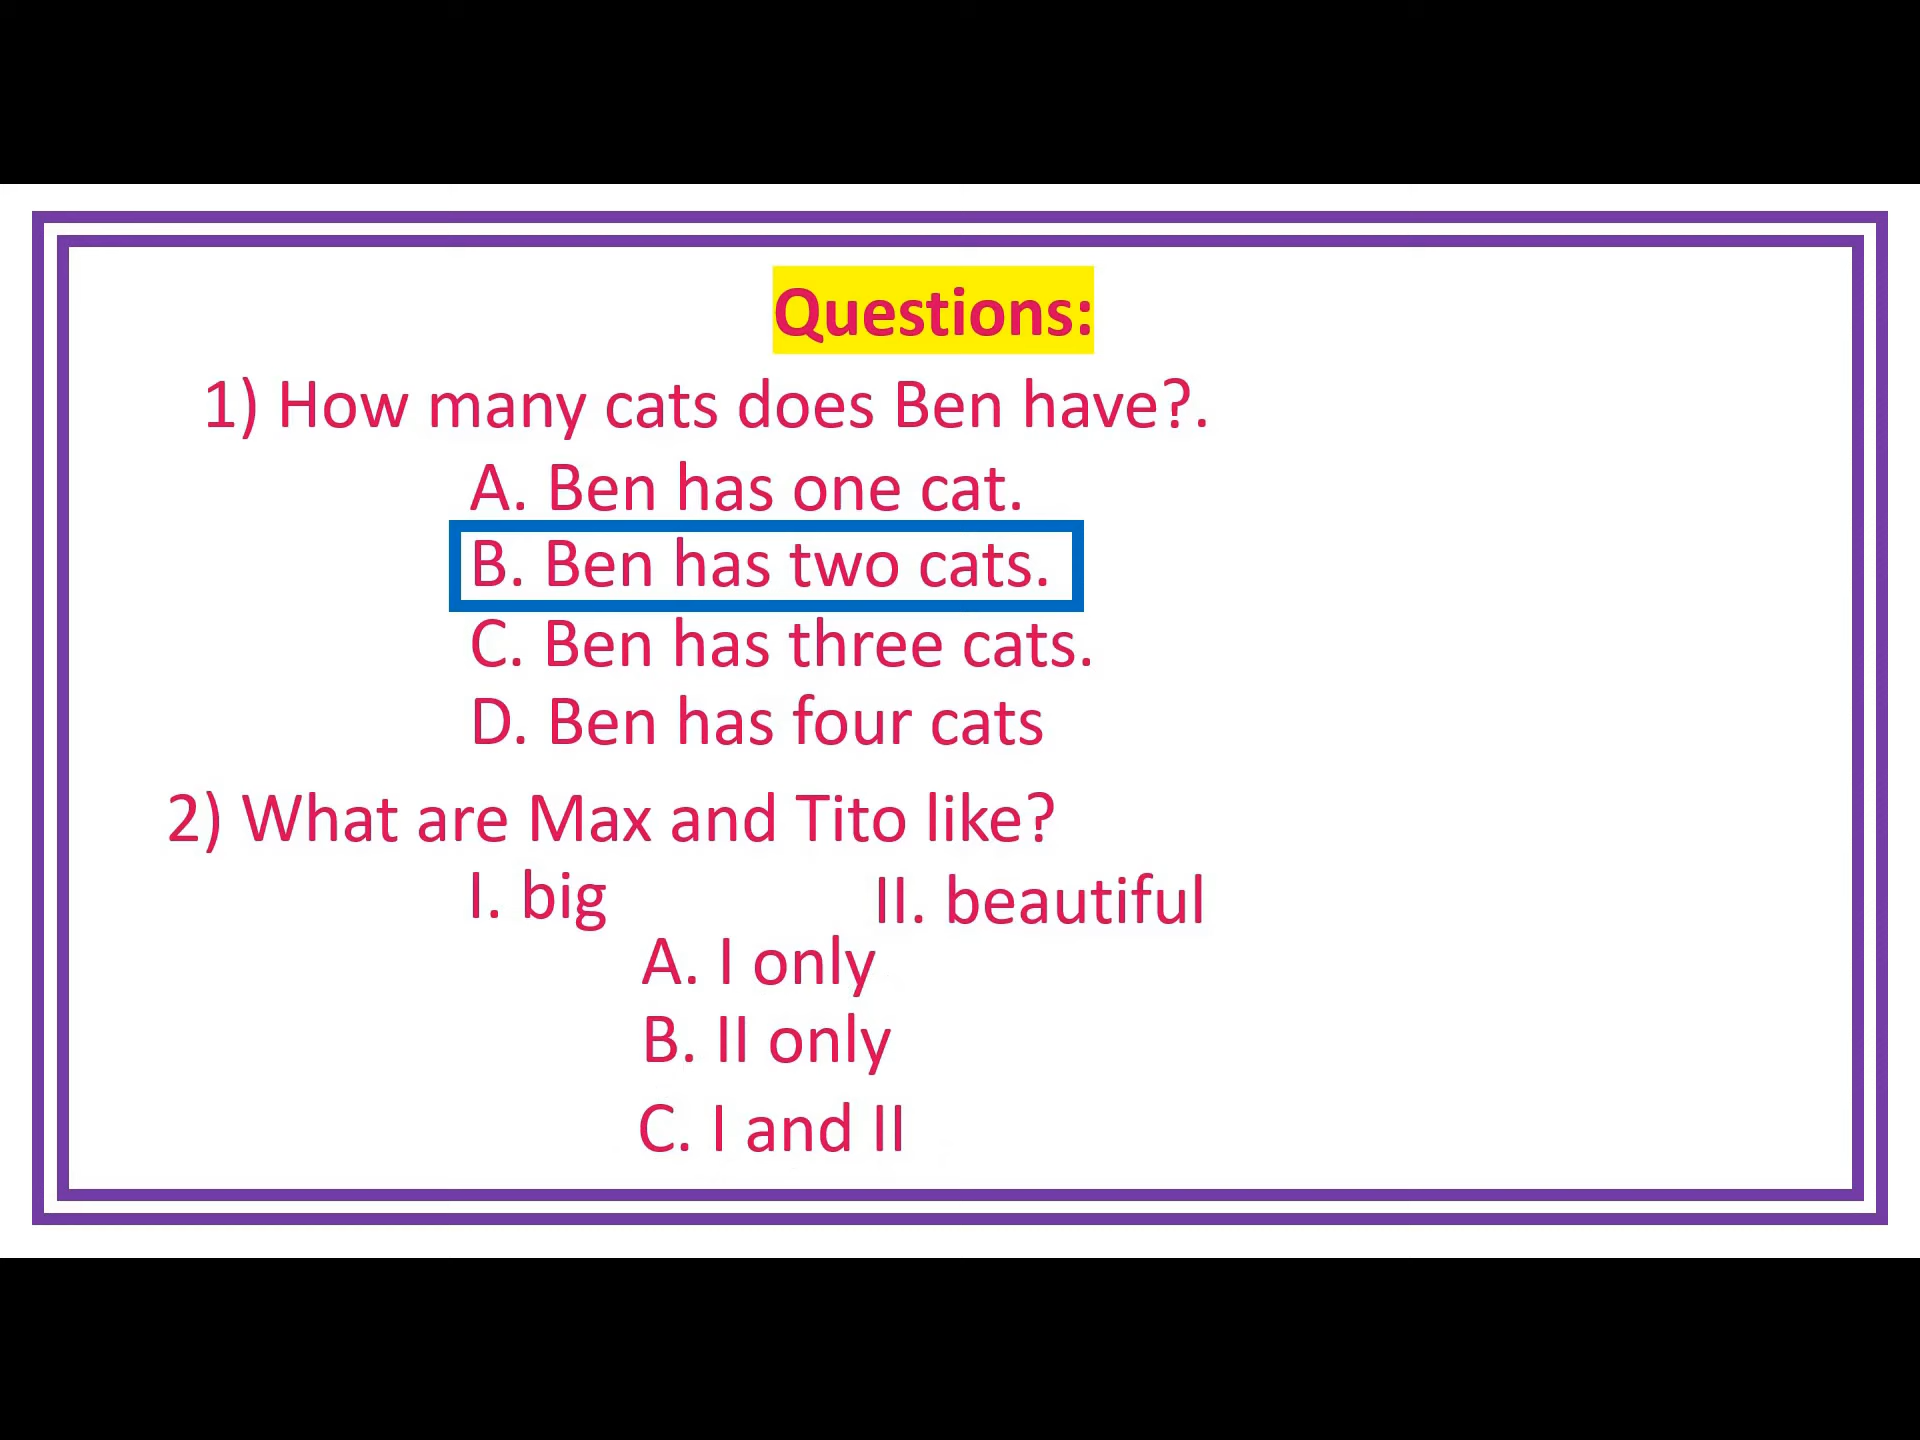 Questions:
1) How many cats does Ben have?.
A. Ben has one cat.
B. Ben has two cats.
C. Ben has three cats.
D. Ben has four cats
2) What are Max and Tito like?
I. big II. beautiful
A. I only
B. II only
C. I and II